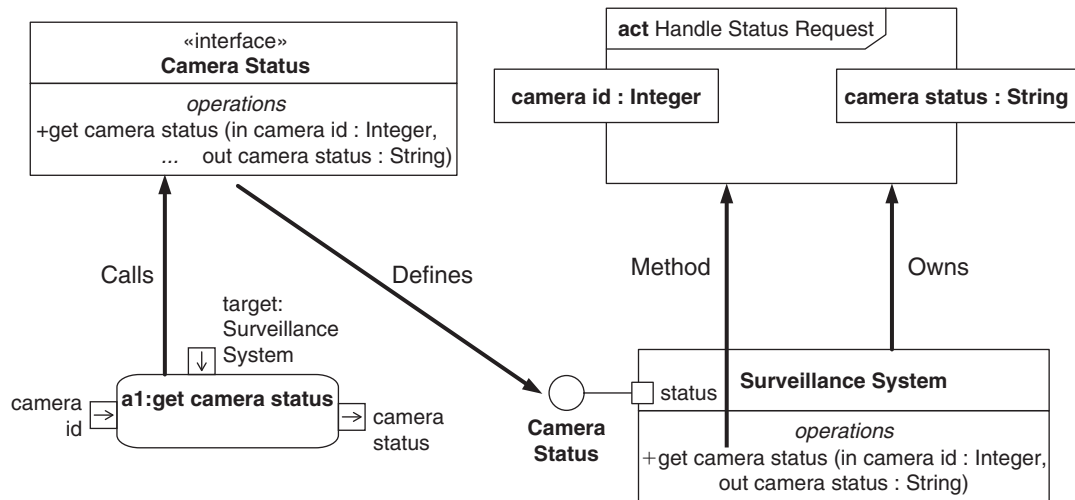 «interface»
Camera Status
operations
+get camera status (in camera id : Integer,
... out camera status : String)
act Handle Status Request
camera id : Integer
camera status : String
Calls
Defines
Method
Owns
target:
Surveillance
System
a1:get camera status
camera
id
camera
status
Camera
Status
status
Surveillance System
operations
+get camera status (in camera id : Integer,
out camera status : String)